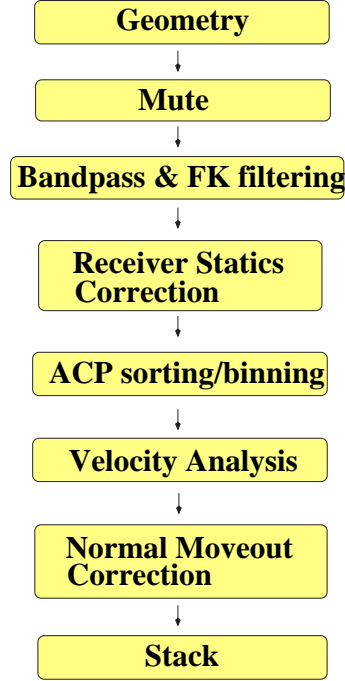 Geometry
Mute
Bandpass & FK filtering
Receiver Statics
Correction
ACP sorting/binning
Velocity Analysis
Normal Moveout
Correction
Stack